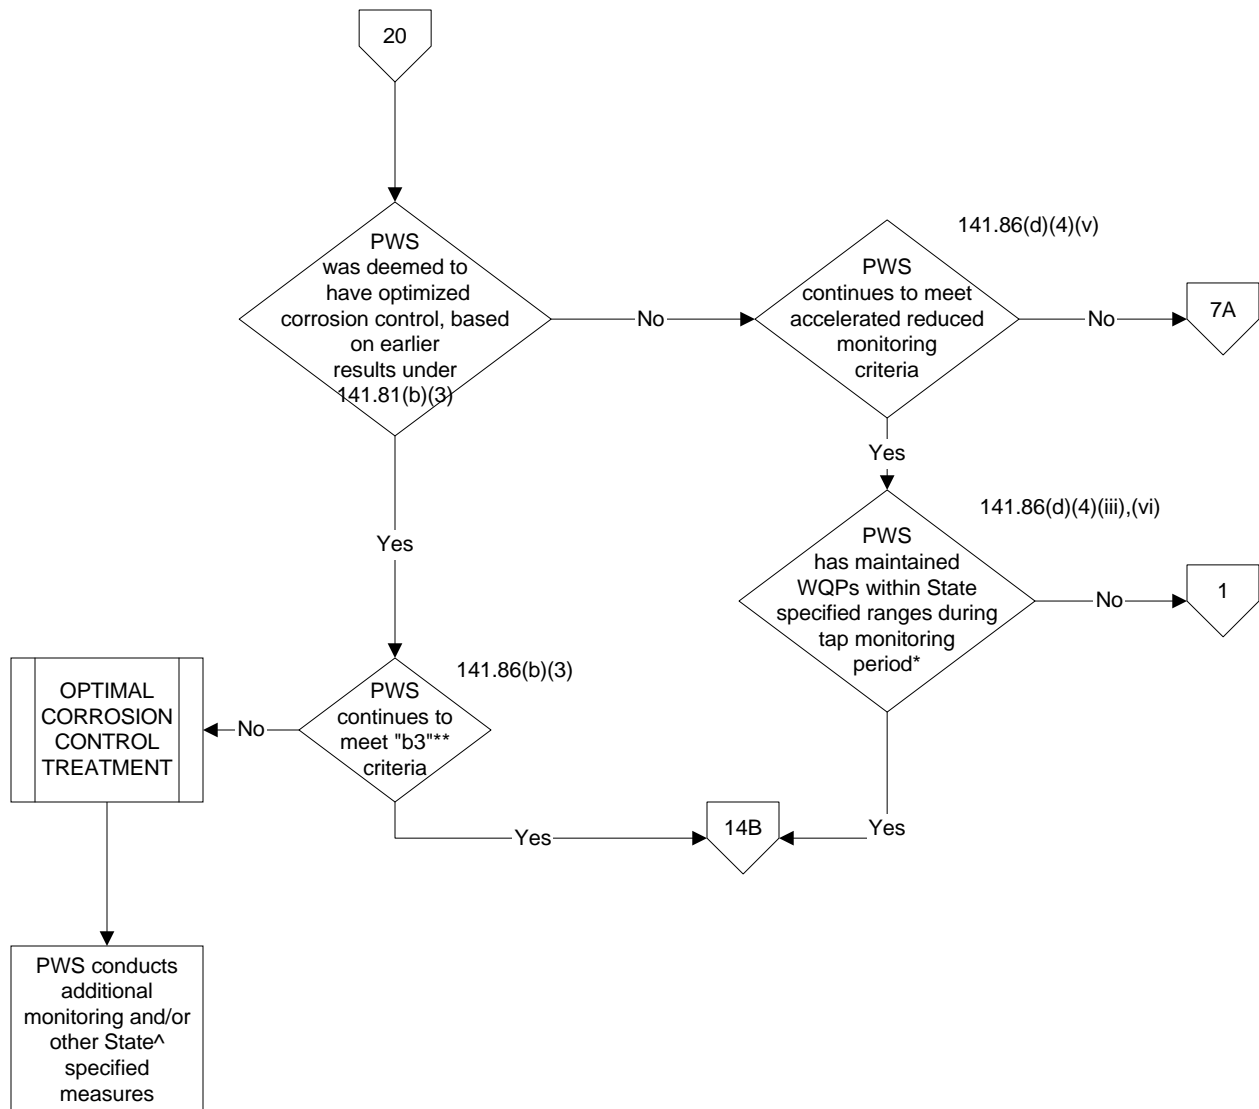 20
PWS
was deemed to
have optimized
corrosion control, based
on earlier
results under
141.81(b)(3)
No
141.86(d)(4)(v)
PWS
continues to meet
accelerated reduced
monitoring
criteria
No
7A
Yes
Yes
141.86(d)(4)(iii),(vi)
PWS
has maintained
WQPs within State
specified ranges during
tap monitoring
period*
No
1
141.86(b)(3)
PWS
continues to
meet "b3"**
criteria
No
OPTIMAL
CORROSION
CONTROL
TREATMENT
Yes
14B
Yes
PWS conducts
additional
monitoring and/or
other State^
specified
measures